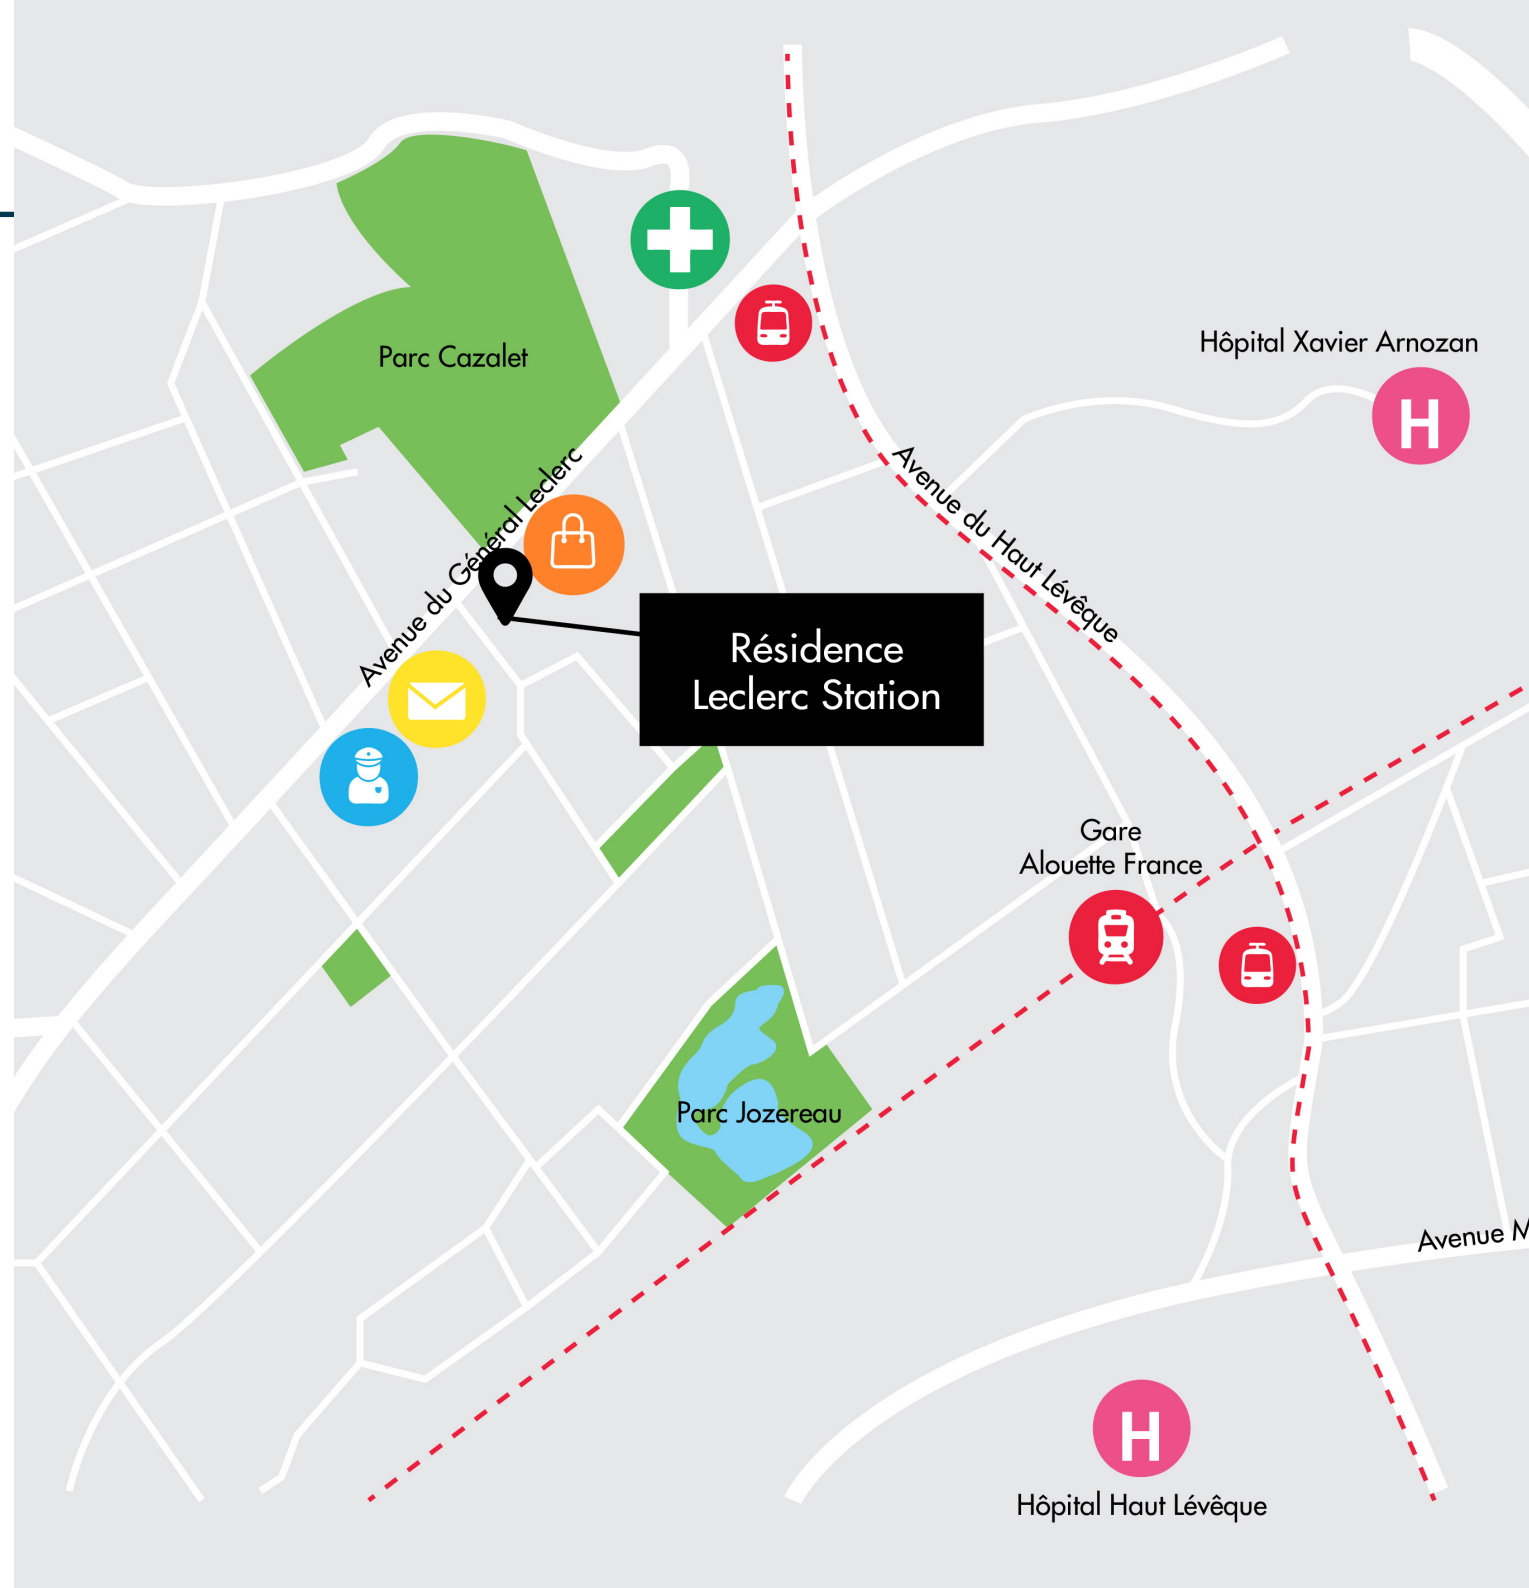 Hôpital Xavier Arnozan
H
Parc Cazalet
Avenue du Général Leclerc
Avenue du Haut Lévêque
Résidence
Leclerc Station
Gare
Alouette France
Parc Jozereau
Avenue
H
Hôpital Haut Lévêque